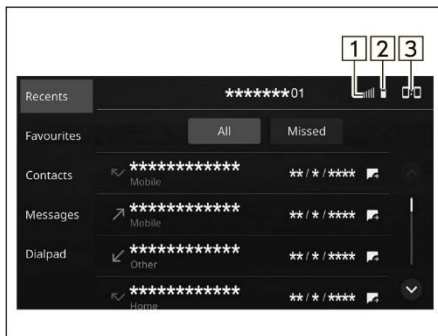 1 2 3
Recents *******01
Favourites All Missed
Contacts ************ **/*/****
Mobile
Messages ************ **/*/****
Mobile
Dialpad ************ **/*/****
Other
************ **/*/****
Home